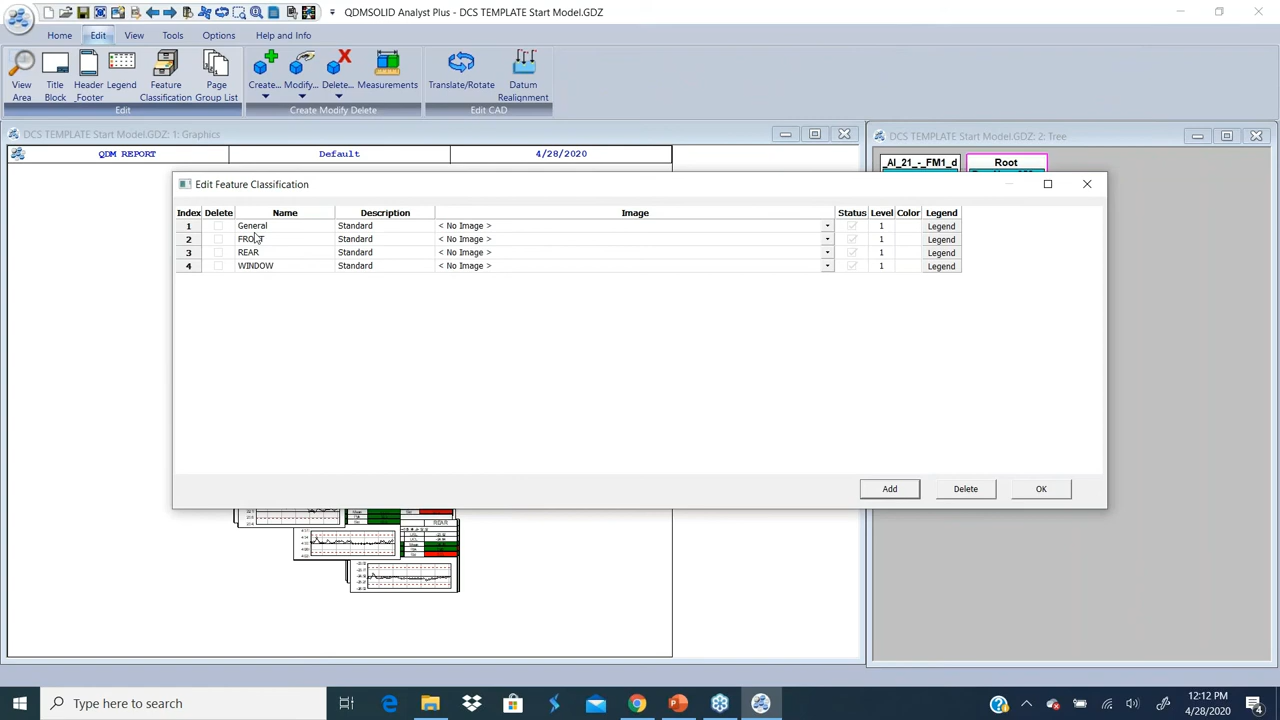 QDMSOLID Analyst Plus - DCS TEMPLATE Start Model.GDZ
Home Edit View Tools Options Help and Info
View Area Title Block Header _Footer Legend Feature Classification Page Group List Create... Modify... Delete... Measurements Translate/Rotate Datum Realignment
Edit Create Modify Delete Edit CAD
DCS TEMPLATE Start Model.GDZ: 1: Graphics
DCS TEMPLATE Start Model.GDZ: 2: Tree
QDM REPORT Default 4/28/2020
_AI_21_-_FM1_d Root
Edit Feature Classification
Index Delete Name Description Image Status Level Color Legend
1 General Standard < No Image > 1 Legend
2 FRONT Standard < No Image > 1 Legend
3 REAR Standard < No Image > 1 Legend
4 WINDOW Standard < No Image > 1 Legend
Add Delete OK
REAR
Type here to search
12:12 PM
4/28/2020